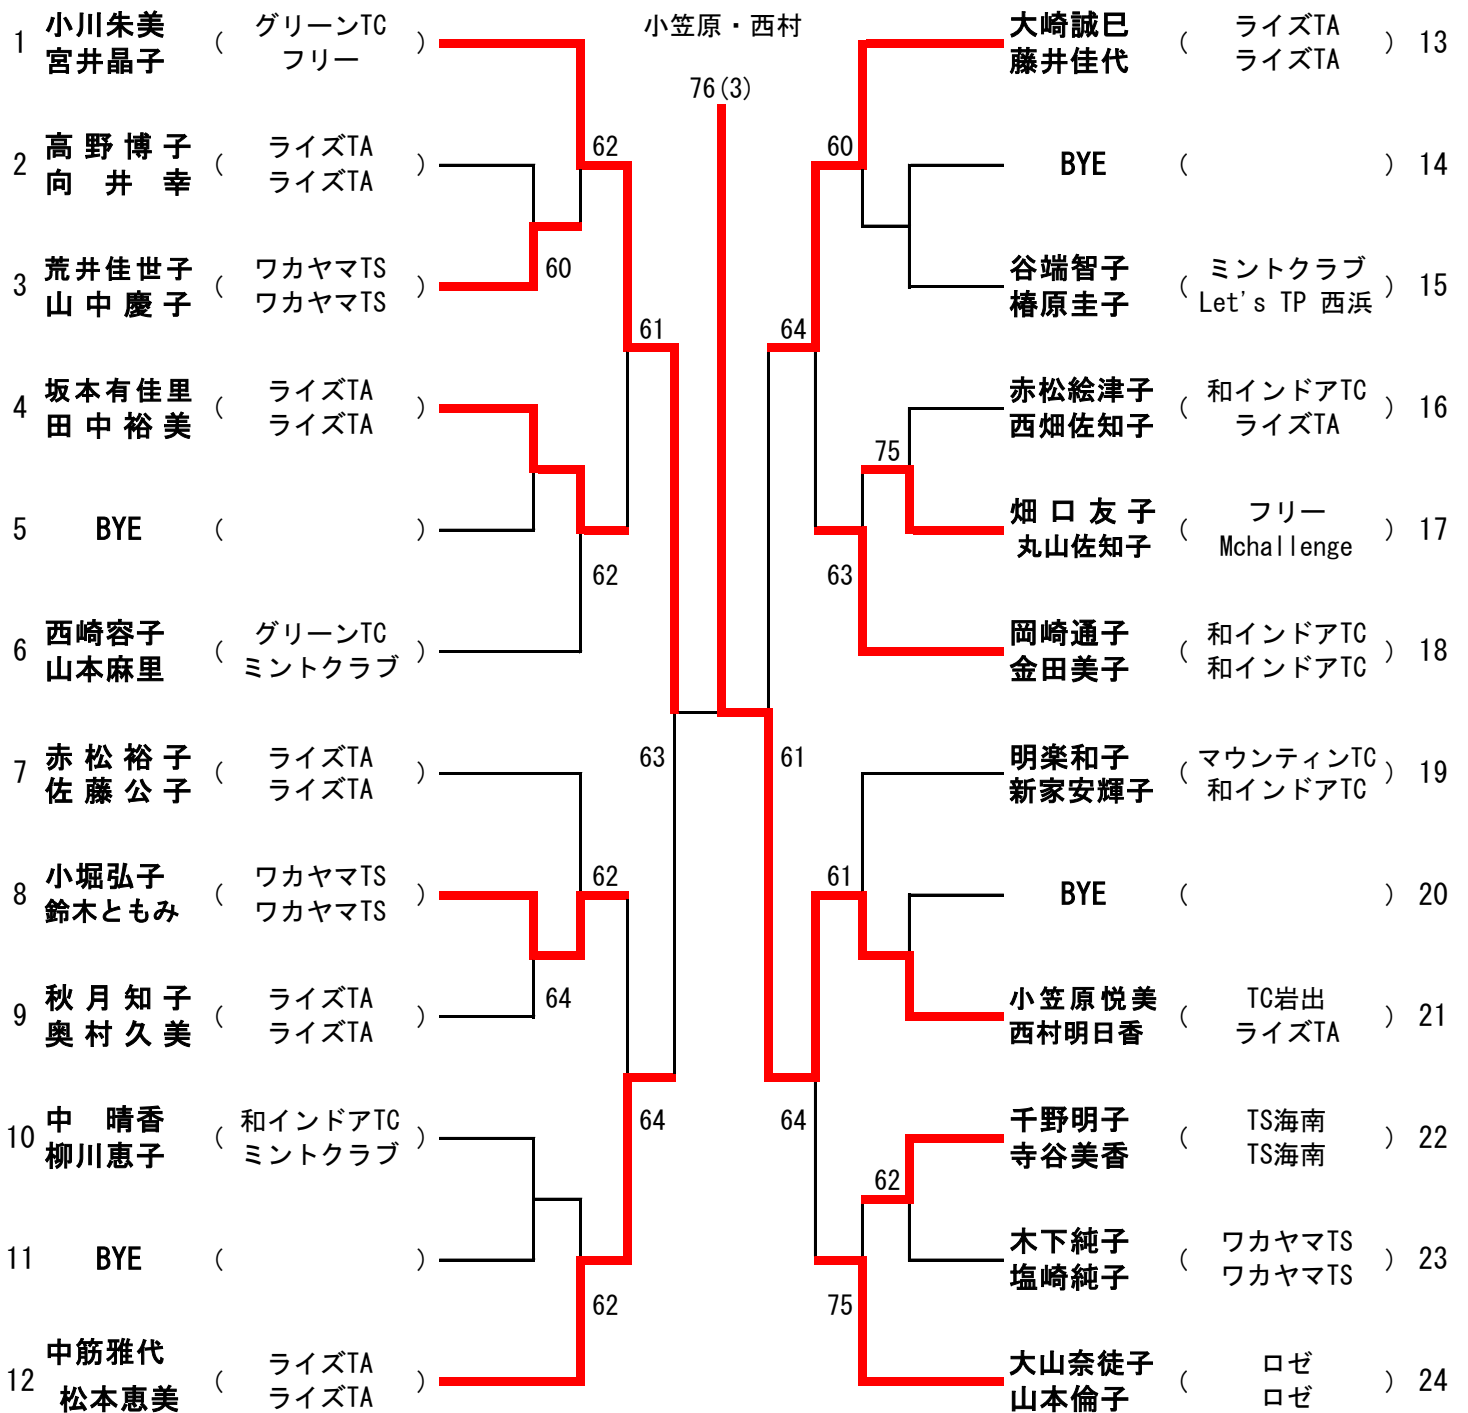 小笠原・西村
76(3)
1 小川朱美 ( グリーンTC )
宮井晶子 フリー
2 高野博子 ( ライズTA )
向井幸 ライズTA
3 荒井佳世子 ( ワカヤマTS )
山中慶子 ワカヤマTS
4 坂本有佳里 ( ライズTA )
田中裕美 ライズTA
5 BYE ( )
6 西崎容子 ( グリーンTC )
山本麻里 ミントクラブ
7 赤松裕子 ( ライズTA )
佐藤公子 ライズTA
8 小堀弘子 ( ワカヤマTS )
鈴木ともみ ワカヤマTS
9 秋月知子 ( ライズTA )
奥村久美 ライズTA
10 中 晴香 ( 和インドアTC )
柳川恵子 ミントクラブ
11 BYE ( )
12 中筋雅代 ( ライズTA )
松本恵美 ライズTA
62
60
61
62
63
62
64
64
62
60
64
75
63
61
61
64
62
75
大崎誠巳 ( ライズTA ) 13
藤井佳代 ライズTA
BYE ( ) 14
谷端智子 ( ミントクラブ ) 15
椿原圭子 Let's TP 西浜
赤松絵津子 ( 和インドアTC ) 16
西畑佐知子 ライズTA
畑口友子 ( フリー ) 17
丸山佐知子 Mchallenge
岡崎通子 ( 和インドアTC ) 18
金田美子 和インドアTC
明楽和子 ( マウンティンTC ) 19
新家安輝子 和インドアTC
BYE ( ) 20
小笠原悦美 ( TC岩出 ) 21
西村明日香 ライズTA
千野明子 ( TS海南 ) 22
寺谷美香 TS海南
木下純子 ( ワカヤマTS ) 23
塩崎純子 ワカヤマTS
大山奈徒子 ( ロゼ ) 24
山本倫子 ロゼ